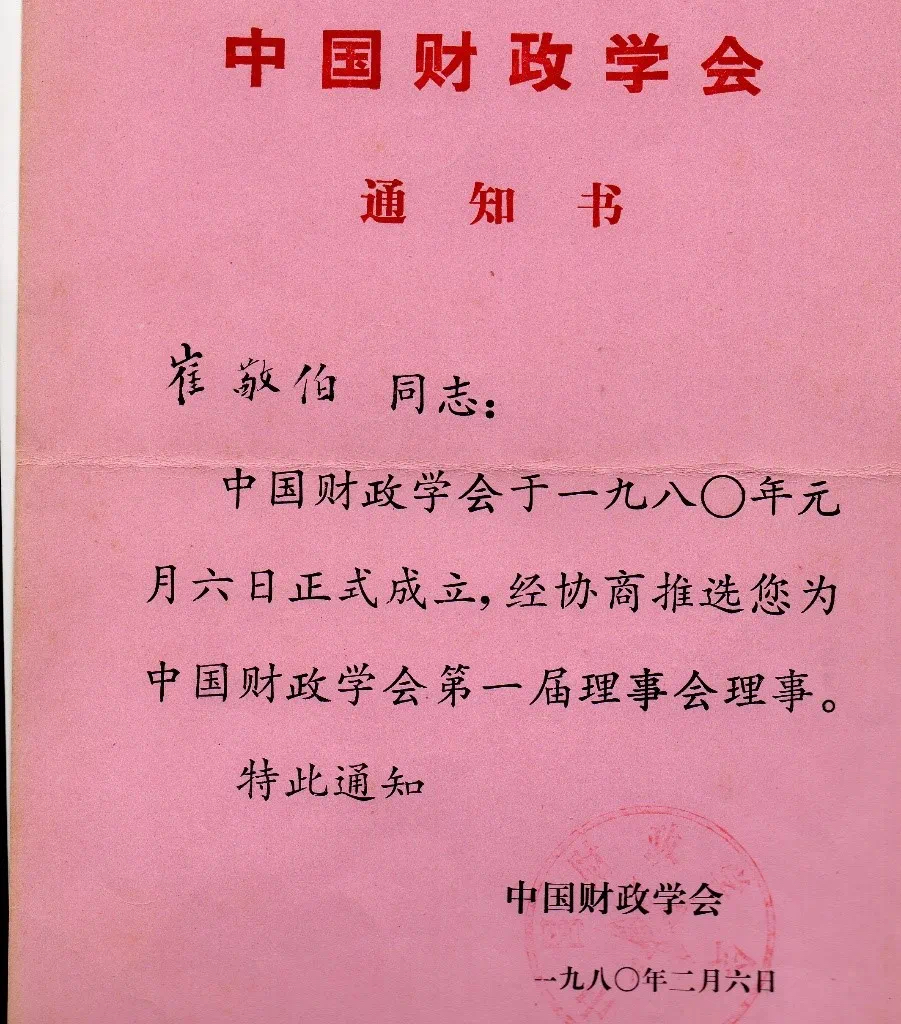 中国财政学会
通知书
崔敬伯 同志：
中国财政学会于一九八〇年元
月六日正式成立，经协商推选您为
中国财政学会第一届理事会理事。
特此通知
中国财政学会
一九八〇年二月六日